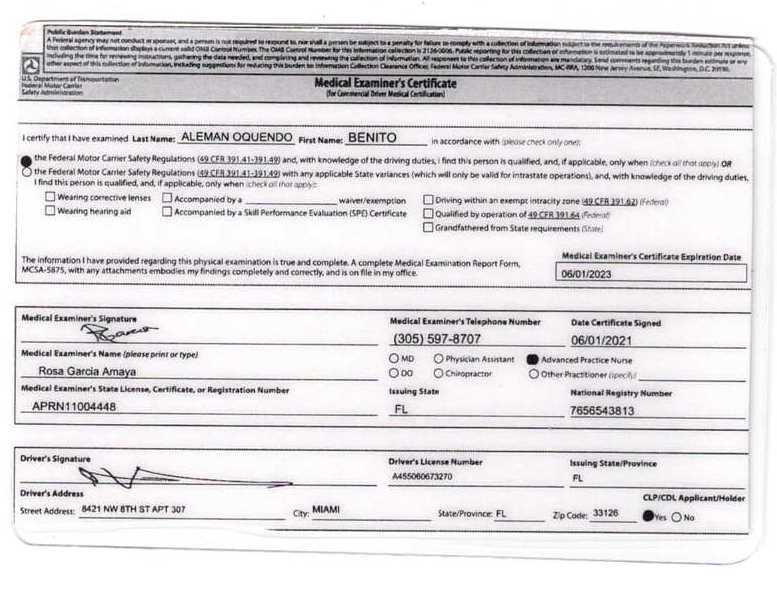 Public Burden Statement
A Federal agency may not conduct or sponsor, and a person is not required to respond to, nor shall a person be subject to a penalty for failure to comply with a collection of information subject to the requirements of the Paperwork Reduction Act unless
this collection of information displays a current valid OMB Control Number. The OMB Control Number for this information collection is 2126-0006. Public reporting for this collection of information is estimated to be approximately 1 minute per response,
including the time for reviewing instructions, gathering the data needed, and completing and reviewing the collection of information. All responses to this collection of information are mandatory. Send comments regarding this burden estimate or any
other aspect of this collection of information, including suggestions for reducing this burden to: Information Collection Clearance Officer, Federal Motor Carrier Safety Administration, MC-RRA, 1200 New Jersey Avenue, SE, Washington, D.C. 20590.
U.S. Department of Transportation
Federal Motor Carrier
Safety Administration
Medical Examiner's Certificate
(for Commercial Driver Medical Certification)
I certify that I have examined Last Name: ALEMAN OQUENDO First Name: BENITO in accordance with (please check only one):
the Federal Motor Carrier Safety Regulations (49 CFR 391.41-391.49) and, with knowledge of the driving duties, I find this person is qualified, and, if applicable, only when (check all that apply) OR
the Federal Motor Carrier Safety Regulations (49 CFR 391.41-391.49) with any applicable State variances (which will only be valid for intrastate operations), and, with knowledge of the driving duties,
I find this person is qualified, and, if applicable, only when (check all that apply):
Wearing corrective lenses Accompanied by a waiver/exemption Driving within an exempt intracity zone (49 CFR 391.62) (Federal)
Wearing hearing aid Accompanied by a Skill Performance Evaluation (SPE) Certificate Qualified by operation of 49 CFR 391.64 (Federal)
Grandfathered from State requirements (State)
The information I have provided regarding this physical examination is true and complete. A complete Medical Examination Report Form,
MCSA-5875, with any attachments embodies my findings completely and correctly, and is on file in my office.
Medical Examiner's Certificate Expiration Date
06/01/2023
Medical Examiner's Signature Medical Examiner's Telephone Number Date Certificate Signed
(305) 597-8707 06/01/2021
Medical Examiner's Name (please print or type) MD Physician Assistant Advanced Practice Nurse
Rosa Garcia Amaya DO Chiropractor Other Practitioner (specify)
Medical Examiner's State License, Certificate, or Registration Number Issuing State National Registry Number
APRN11004448 FL 7656543813
Driver's Signature Driver's License Number Issuing State/Province
A455060673270 FL
Driver's Address CLP/CDL Applicant/Holder
Street Address: 8421 NW 8TH ST APT 307 City: MIAMI State/Province: FL Zip Code: 33126 Yes No